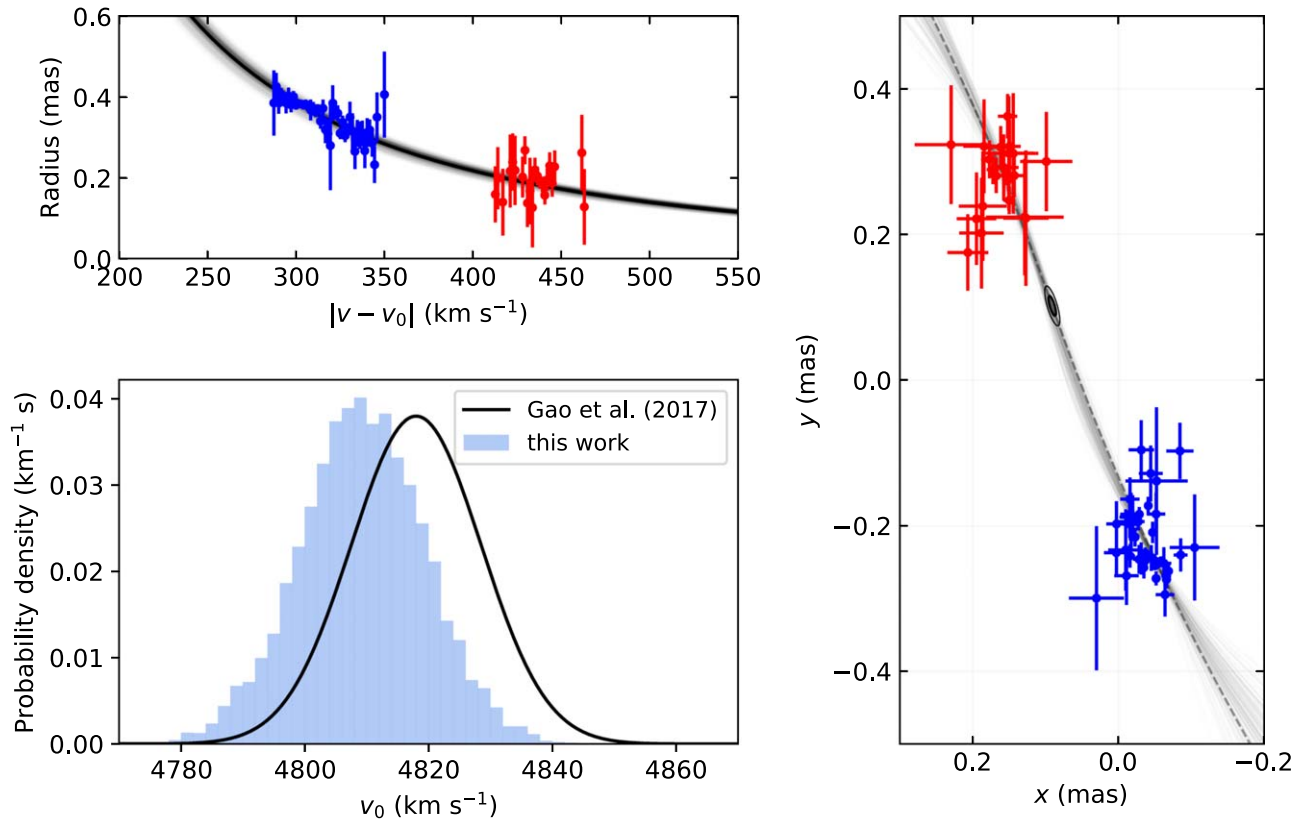 0.6
0.4
0.2
0.0
Radius (mas)
200 250 300 350 400 450 500 550
|v − v₀| (km s⁻¹)
0.04
0.03
0.02
0.01
0.00
Probability density (km⁻¹ s)
Gao et al. (2017)
this work
4780 4800 4820 4840 4860
v₀ (km s⁻¹)
0.4
0.2
0.0
−0.2
−0.4
y (mas)
0.2 0.0 −0.2
x (mas)